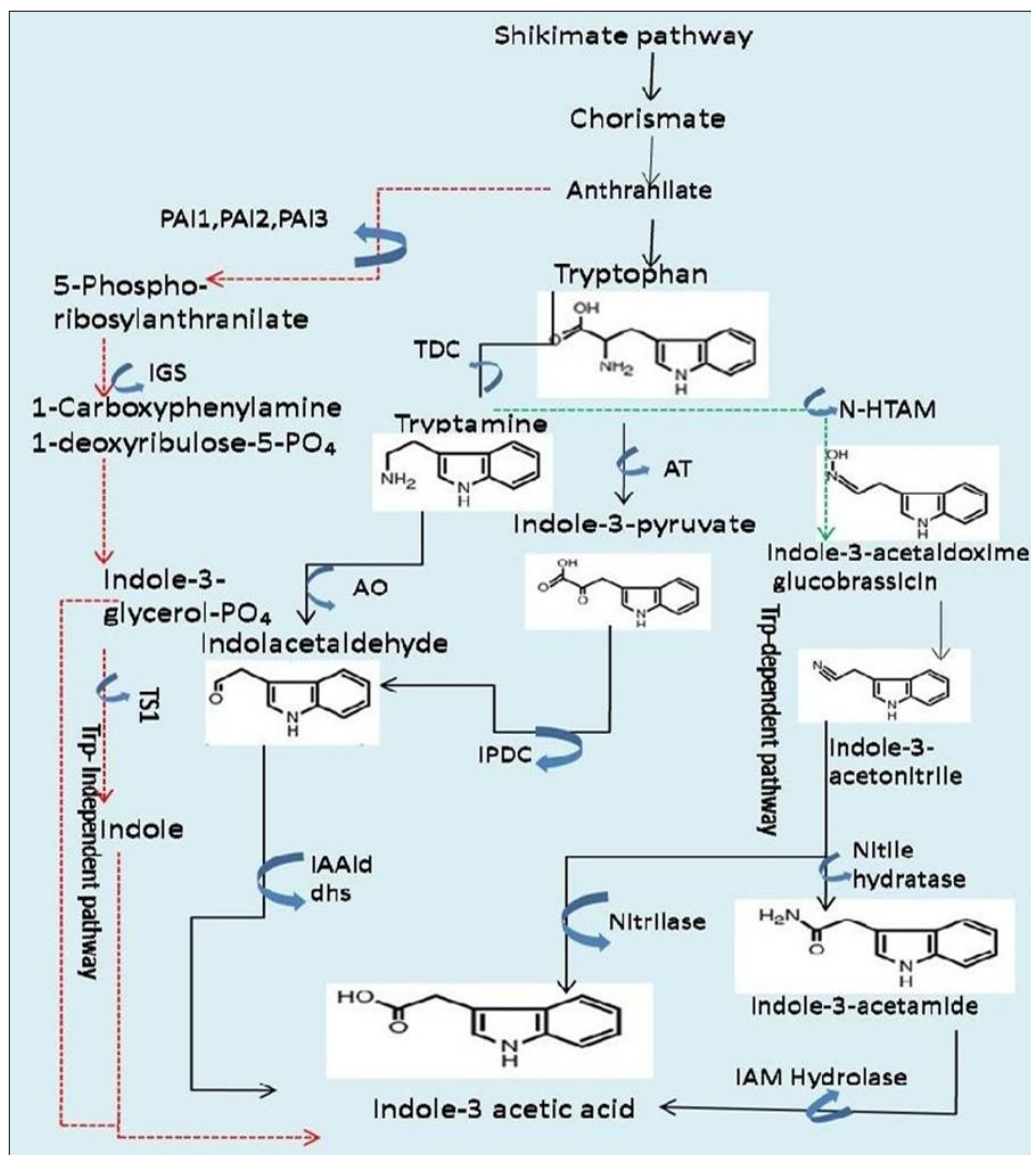 Shikimate pathway
Chorismate
Anthranilate
PAI1,PAI2,PAI3
Tryptophan
5-Phospho-
ribosylanthranilate
OH
O
NH₂
N
H
TDC
IGS
1-Carboxyphenylamine
1-deoxyribulose-5-PO₄
N-HTAM
Tryptamine
NH₂
N
H
AT
OH
N
N
H
Indole-3-pyruvate
Indole-3-acetaldoxime
glucobrassicin
OH
O
O
N
H
AO
Indole-3-
glycerol-PO₄
Indolacetaldehyde
O
N
H
TS1
Trp- Independent pathway
Trp-dependent pathway
N
N
H
IPDC
Indole-3-
acetonitrile
Indole
IAAld
dhs
Nitile
hydratase
Nitrilase
H₂N
O
N
H
Indole-3-acetamide
HO
O
N
H
IAM Hydrolase
Indole-3 acetic acid